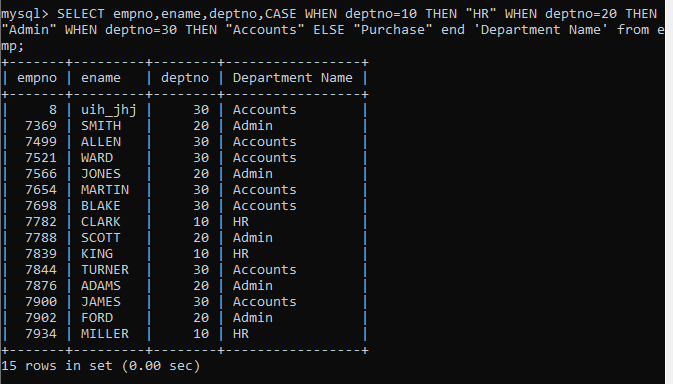 mysql> SELECT empno,ename,deptno,CASE WHEN deptno=10 THEN "HR" WHEN deptno=20 THEN
"Admin" WHEN deptno=30 THEN "Accounts" ELSE "Purchase" end 'Department Name' from e
mp;
+-------+---------+--------+-----------------+
| empno | ename   | deptno | Department Name |
+-------+---------+--------+-----------------+
|     8 | uih_jhj |     30 | Accounts        |
|  7369 | SMITH   |     20 | Admin           |
|  7499 | ALLEN   |     30 | Accounts        |
|  7521 | WARD    |     30 | Accounts        |
|  7566 | JONES   |     20 | Admin           |
|  7654 | MARTIN  |     30 | Accounts        |
|  7698 | BLAKE   |     30 | Accounts        |
|  7782 | CLARK   |     10 | HR              |
|  7788 | SCOTT   |     20 | Admin           |
|  7839 | KING    |     10 | HR              |
|  7844 | TURNER  |     30 | Accounts        |
|  7876 | ADAMS   |     20 | Admin           |
|  7900 | JAMES   |     30 | Accounts        |
|  7902 | FORD    |     20 | Admin           |
|  7934 | MILLER  |     10 | HR              |
+-------+---------+--------+-----------------+
15 rows in set (0.00 sec)